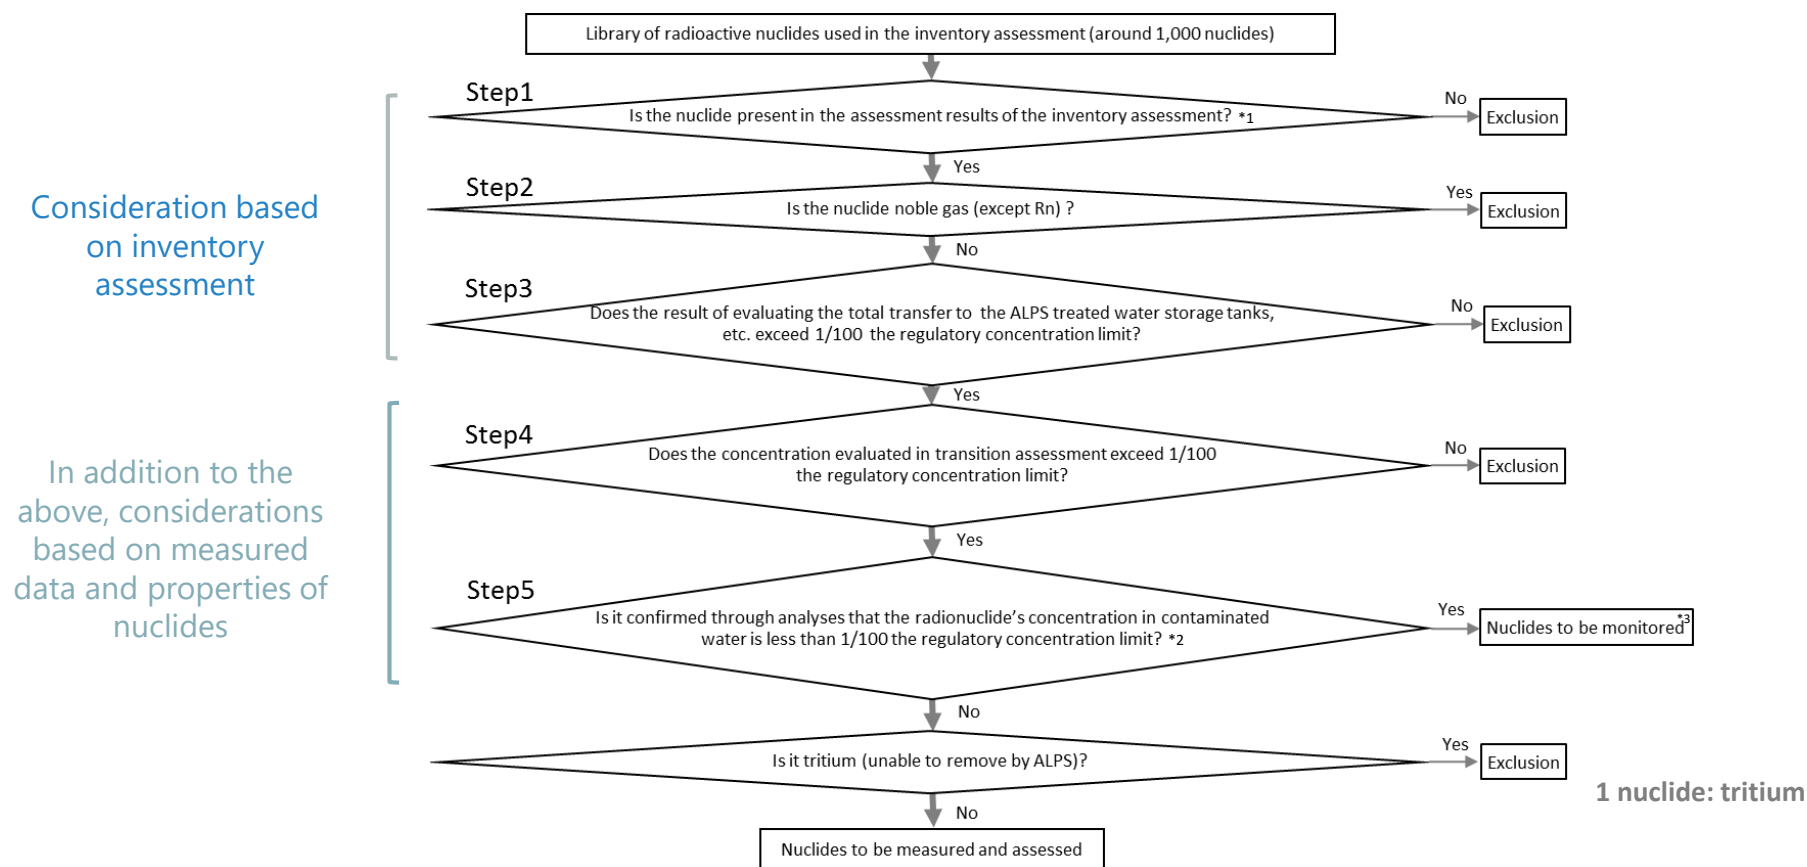 Library of radioactive nuclides used in the inventory assessment (around 1,000 nuclides)
Step1
Is the nuclide present in the assessment results of the inventory assessment? *1
No
Exclusion
Yes
Step2
Is the nuclide noble gas (except Rn) ?
Yes
Exclusion
No
Consideration based
on inventory
assessment
Step3
Does the result of evaluating the total transfer to the ALPS treated water storage tanks,
etc. exceed 1/100 the regulatory concentration limit?
No
Exclusion
Yes
Step4
Does the concentration evaluated in transition assessment exceed 1/100
the regulatory concentration limit?
No
Exclusion
Yes
In addition to the
above, considerations
based on measured
data and properties of
nuclides
Step5
Is it confirmed through analyses that the radionuclide's concentration in contaminated
water is less than 1/100 the regulatory concentration limit? *2
Yes
Nuclides to be monitored*3
No
Is it tritium (unable to remove by ALPS)?
Yes
Exclusion
1 nuclide: tritium
No
Nuclides to be measured and assessed